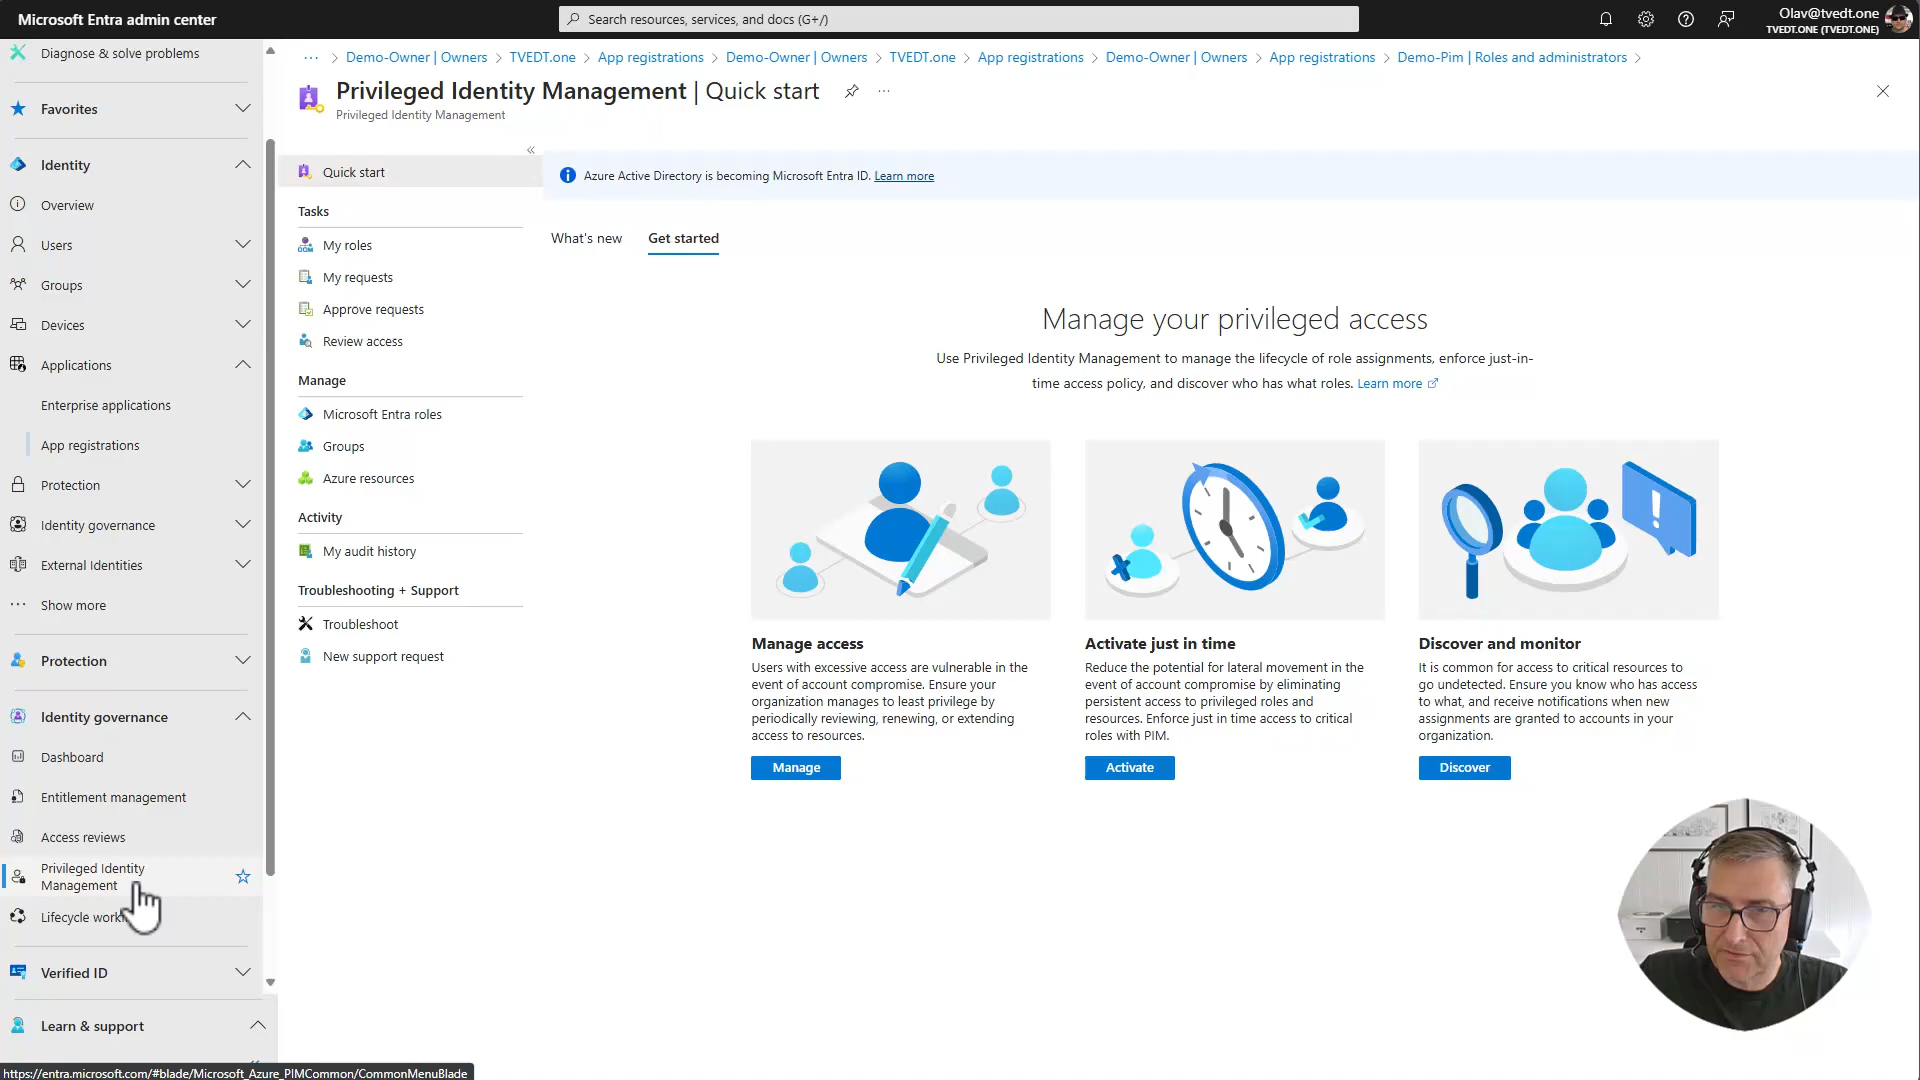 Microsoft Entra admin center
Search resources, services, and docs (G+/)
Olav@tvedt.one
TVEDT.ONE (TVEDT.ONE)
Diagnose & solve problems
Favorites
Identity
Overview
Users
Groups
Devices
Applications
Enterprise applications
App registrations
Protection
Identity governance
External Identities
Show more
Protection
Identity governance
Dashboard
Entitlement management
Access reviews
Privileged Identity
Management
Lifecycle work
Verified ID
Learn & support
https://entra.microsoft.com/#blade/Microsoft_Azure_PIMCommon/CommonMenuBlade
... > Demo-Owner | Owners > TVEDT.one > App registrations > Demo-Owner | Owners > TVEDT.one > App registrations > Demo-Owner | Owners > App registrations > Demo-Pim | Roles and administrators >
Privileged Identity Management | Quick start
Privileged Identity Management
Quick start
Tasks
My roles
My requests
Approve requests
Review access
Manage
Microsoft Entra roles
Groups
Azure resources
Activity
My audit history
Troubleshooting + Support
Troubleshoot
New support request
Azure Active Directory is becoming Microsoft Entra ID. Learn more
What's new Get started
Manage your privileged access
Use Privileged Identity Management to manage the lifecycle of role assignments, enforce just-in-
time access policy, and discover who has what roles. Learn more
Manage access
Users with excessive access are vulnerable in the
event of account compromise. Ensure your
organization manages to least privilege by
periodically reviewing, renewing, or extending
access to resources.
Manage
Activate just in time
Reduce the potential for lateral movement in the
event of account compromise by eliminating
persistent access to privileged roles and
resources. Enforce just in time access to critical
roles with PIM.
Activate
Discover and monitor
It is common for access to critical resources to
go undetected. Ensure you know who has access
to what, and receive notifications when new
assignments are granted to accounts in your
organization.
Discover